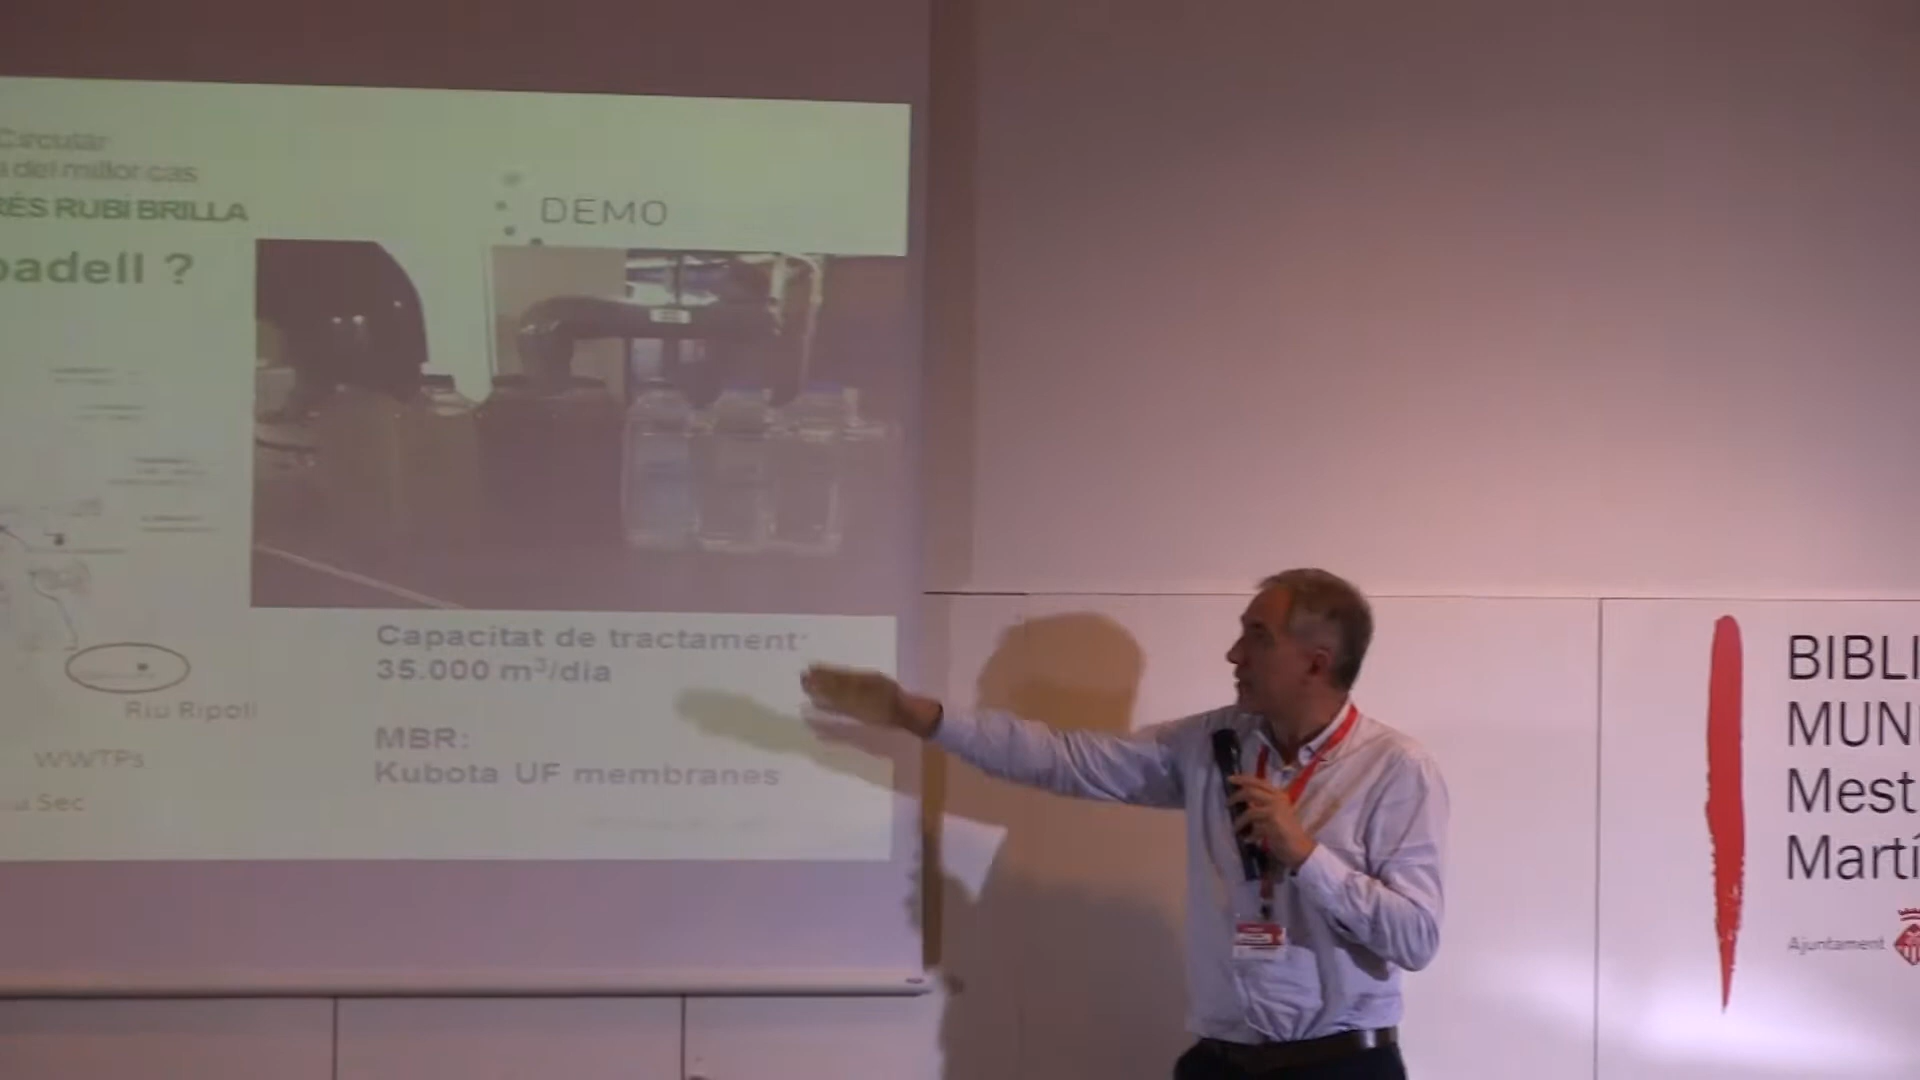 Circular
del millor cas
RÉS RUBÍ BRILLA
badell ?
DEMO
Capacitat de tractament:
35.000 m³/dia
MBR:
Kubota UF membranes
Riu Ripoll
WWTPs
Sec
BIBLI
MUNI
Mest
Martí
Ajuntament